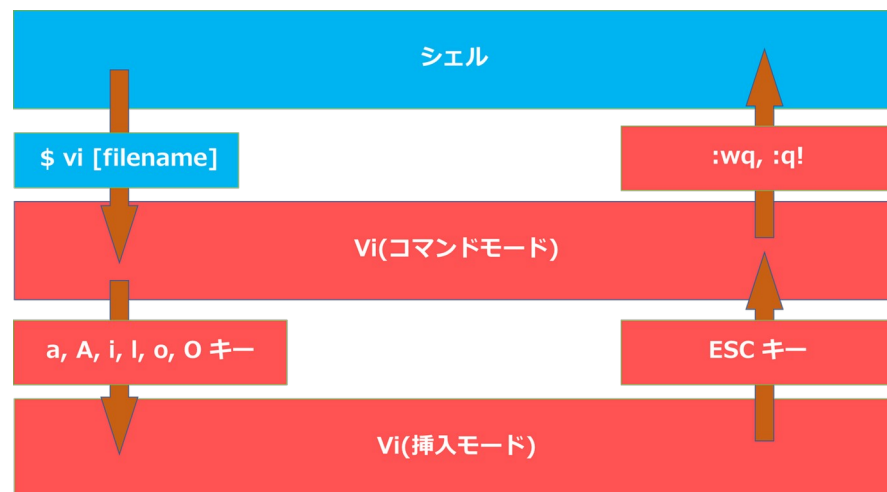 シェル
$ vi [filename]
:wq, :q!
Vi(コマンドモード)
a, A, i, l, o, O キー
ESC キー
Vi(挿入モード)